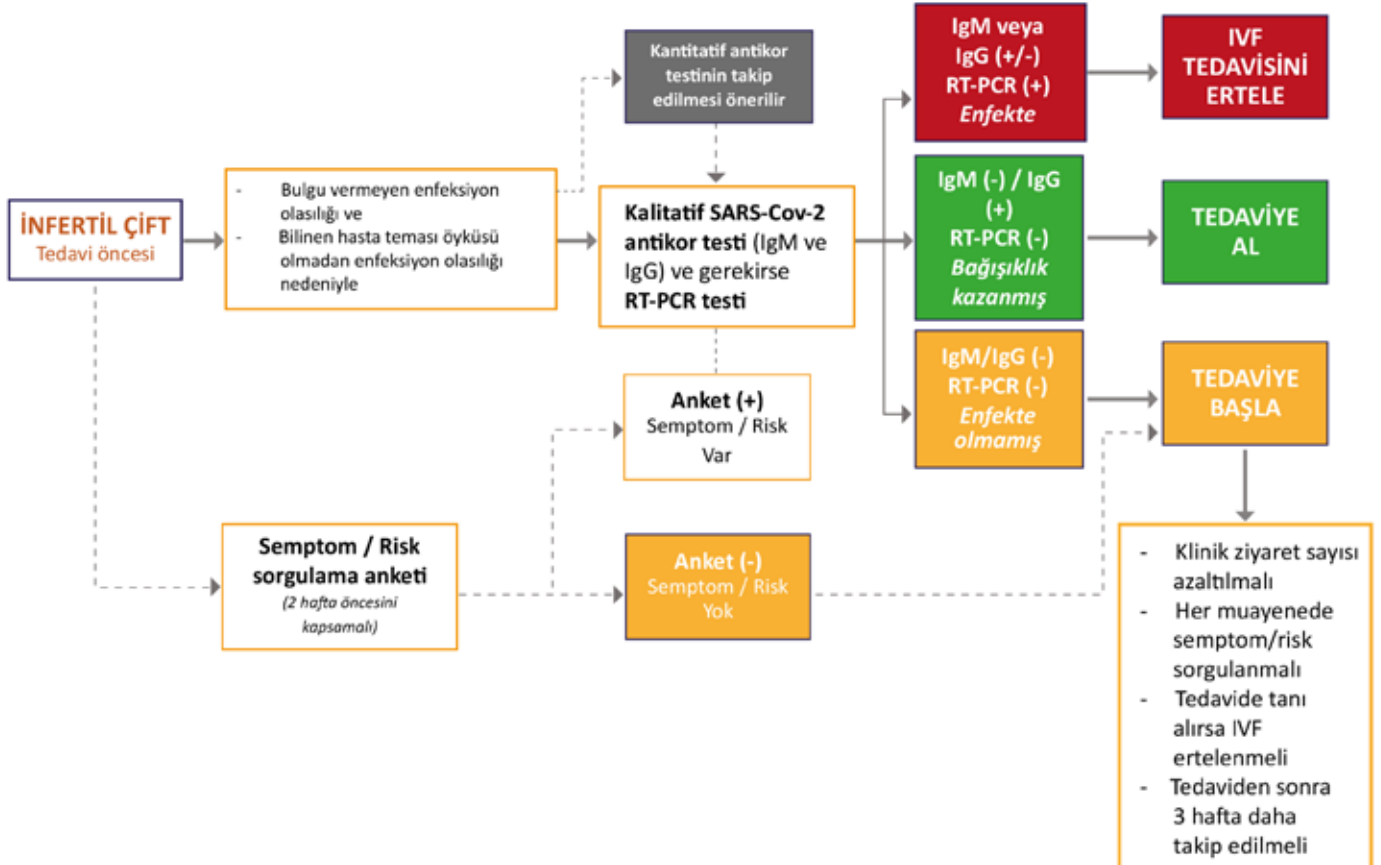 İNFERTİL ÇİFT
Tedavi öncesi
- Bulgu vermeyen enfeksiyon
olasılığı ve
- Bilinen hasta teması öyküsü
olmadan enfeksiyon olasılığı
nedeniyle
Kantitatif antikor
testinin takip
edilmesi önerilir
Kalitatif SARS-Cov-2
antikor testi (IgM ve
IgG) ve gerekirse
RT-PCR testi
Anket (+)
Semptom / Risk
Var
Semptom / Risk
sorgulama anketi
(2 hafta öncesini
kapsamalı)
Anket (-)
Semptom / Risk
Yok
IgM veya
IgG (+/-)
RT-PCR (+)
Enfekte
IVF
TEDAVİSİNİ
ERTELE
IgM (-) / IgG
(+)
RT-PCR (-)
Bağışıklık
kazanmış
TEDAVİYE
AL
IgM/IgG (-)
RT-PCR (-)
Enfekte
olmamış
TEDAVİYE
BAŞLA
- Klinik ziyaret sayısı
azaltılmalı
- Her muayenede
semptom/risk
sorgulanmalı
- Tedavide tanı
alırsa IVF
ertelenmeli
- Tedaviden sonra
3 hafta daha
takip edilmeli